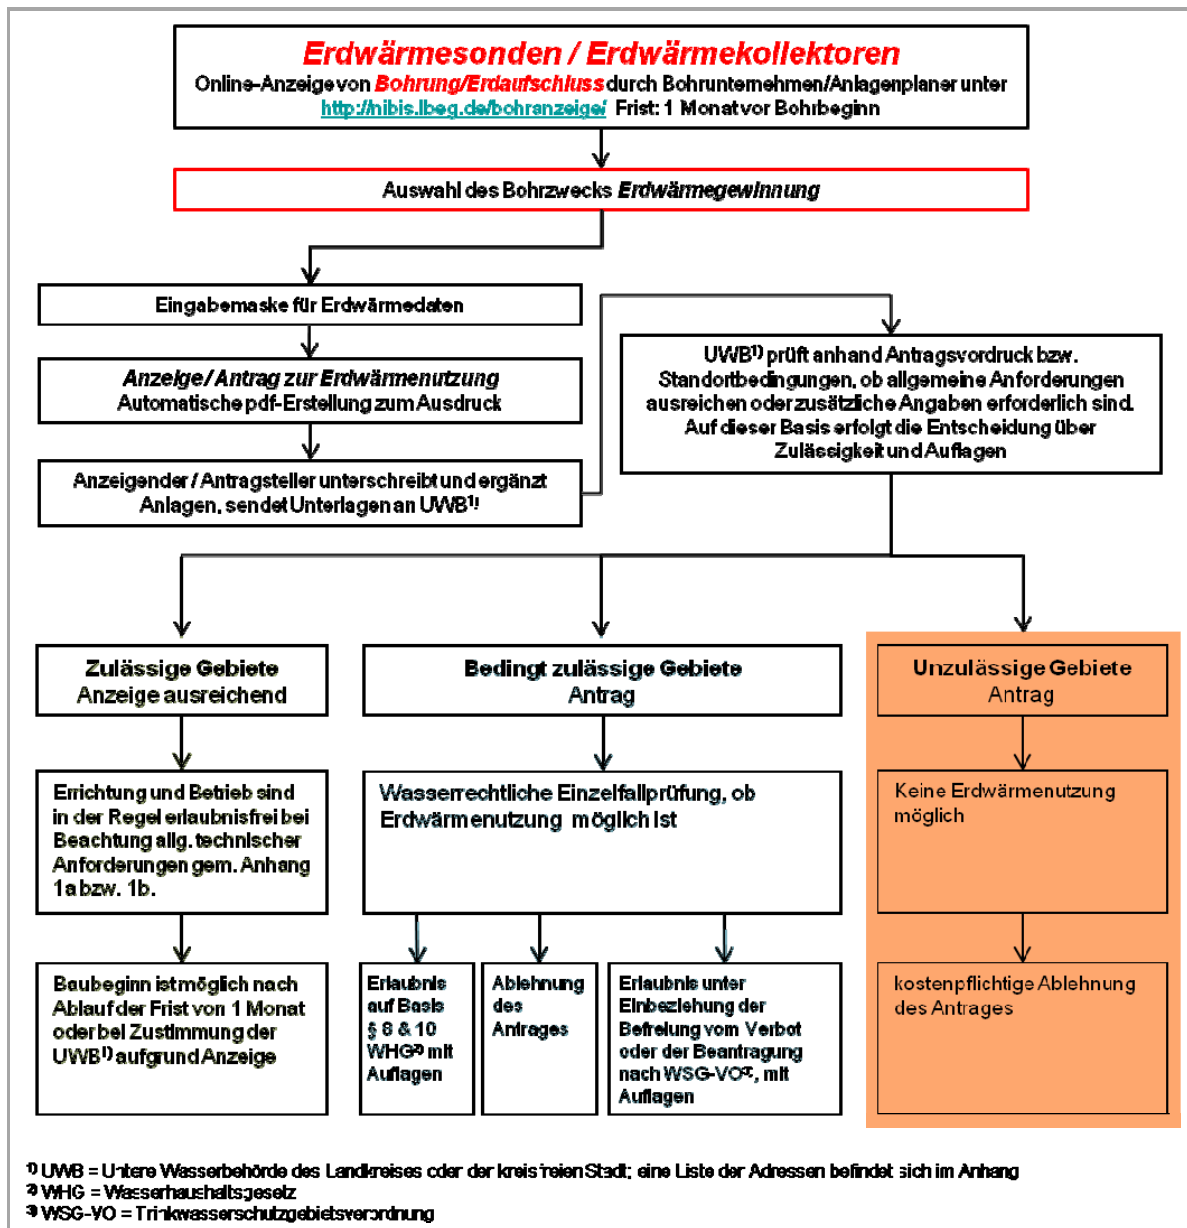 Erdwärmesonden / Erdwärmekollektoren
Online-Anzeige von Bohrung/Erdaufschluss durch Bohrunternehmen/Anlagenplaner unter
http://nibis.lbeg.de/bohranzeige/ Frist: 1 Monat vor Bohrbeginn
Auswahl des Bohrzwecks Erdwärmegewinnung
Eingabemaske für Erdwärmedaten
Anzeige / Antrag zur Erdwärmenutzung
Automatische pdf-Erstellung zum Ausdruck
Anzeigender / Antragsteller unterschreibt und ergänzt
Anlagen, sendet Unterlagen an UWB¹⁾
UWB¹⁾ prüft anhand Antragsvordruck bzw.
Standortbedingungen, ob allgemeine Anforderungen
ausreichen oder zusätzliche Angaben erforderlich sind.
Auf dieser Basis erfolgt die Entscheidung über
Zulässigkeit und Auflagen
Zulässige Gebiete
Anzeige ausreichend
Errichtung und Betrieb sind
in der Regel erlaubnisfrei bei
Beachtung allg. technischer
Anforderungen gem. Anhang
1a bzw. 1b.
Baubeginn ist möglich nach
Ablauf der Frist von 1 Monat
oder bei Zustimmung der
UWB¹⁾ aufgrund Anzeige
Bedingt zulässige Gebiete
Antrag
Wasserrechtliche Einzelfallprüfung, ob
Erdwärmenutzung möglich ist
Erlaubnis
auf Basis
§ 8 & 10
WHG²⁾ mit
Auflagen
Ablehnung
des
Antrages
Erlaubnis unter
Einbeziehung der
Befreiung vom Verbot
oder der Beantragung
nach WSG-VO³⁾, mit
Auflagen
Unzulässige Gebiete
Antrag
Keine Erdwärmenutzung
möglich
kostenpflichtige Ablehnung
des Antrages
¹⁾ UWB = Untere Wasserbehörde des Landkreises oder der kreisfreien Stadt; eine Liste der Adressen befindet sich im Anhang
²⁾ WHG = Wasserhaushaltsgesetz
³⁾ WSG-VO = Trinkwasserschutzgebietsverordnung